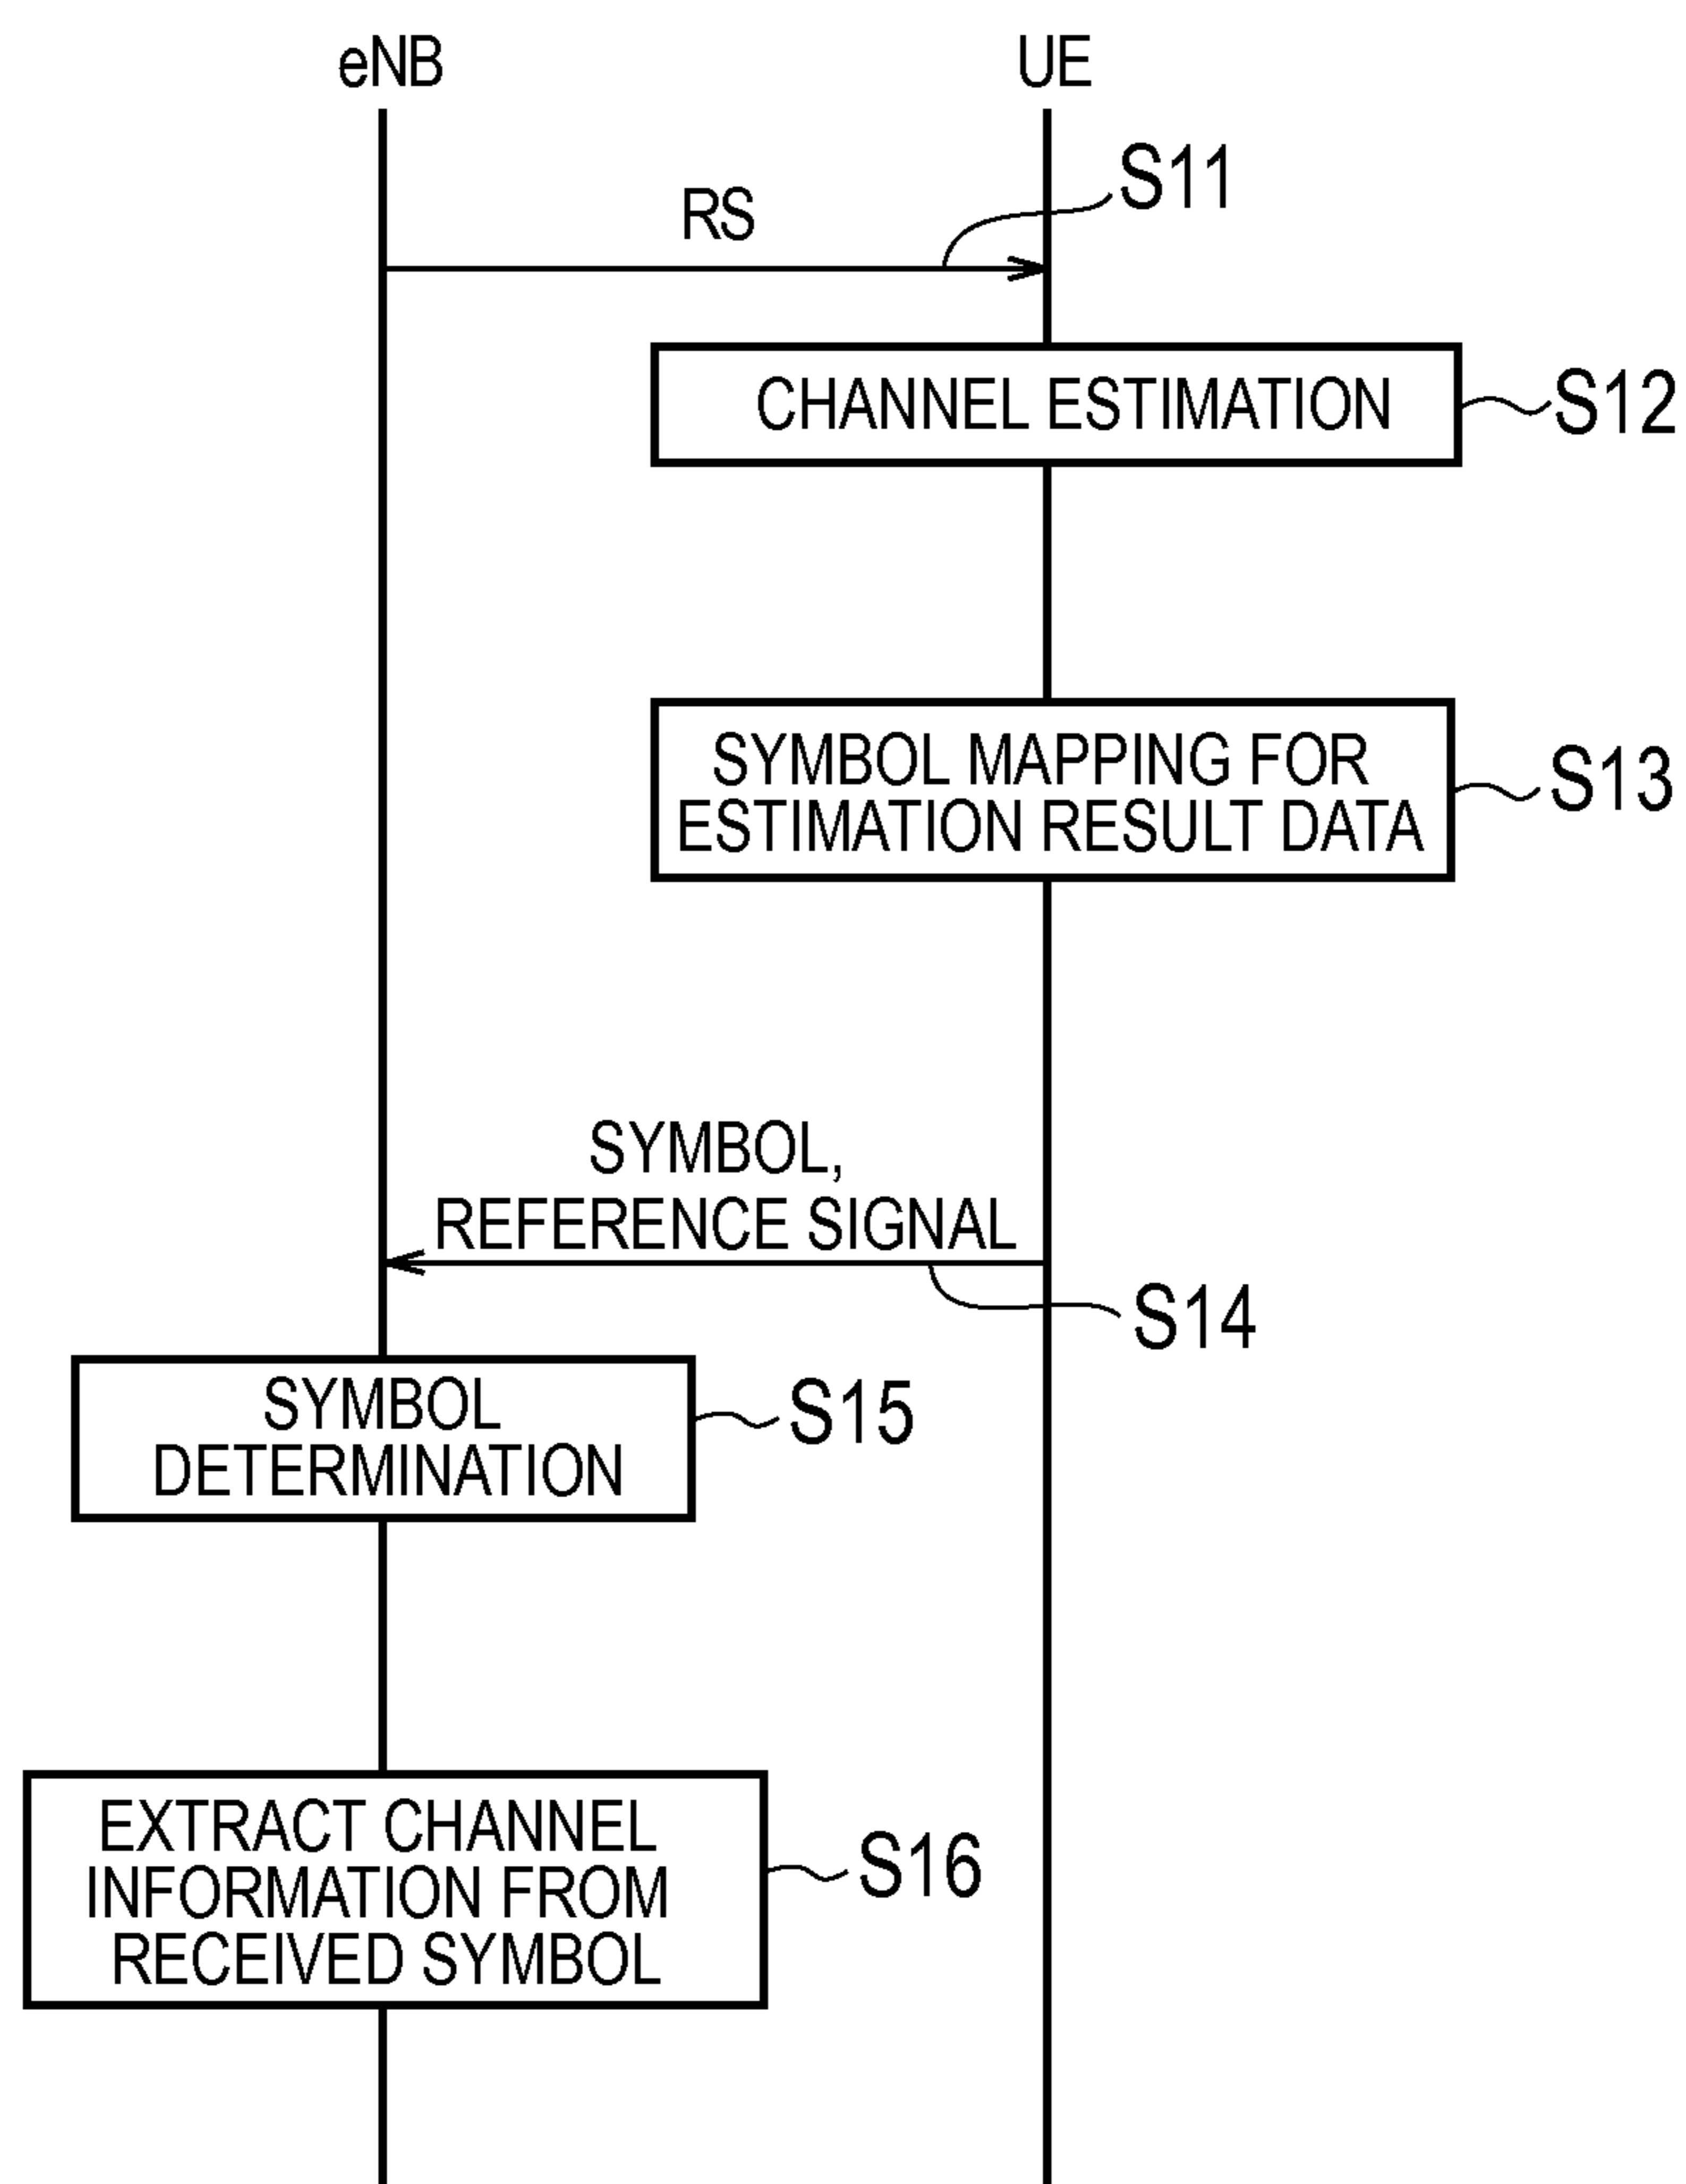 eNB
UE
S11
RS
CHANNEL ESTIMATION
S12
SYMBOL MAPPING FOR
ESTIMATION RESULT DATA
S13
SYMBOL,
REFERENCE SIGNAL
S14
SYMBOL
DETERMINATION
S15
EXTRACT CHANNEL
INFORMATION FROM
RECEIVED SYMBOL
S16